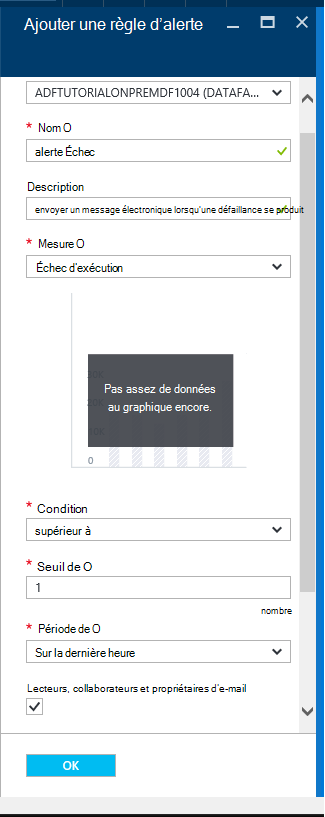 Ajouter une règle d'alerte
ADFTUTORIALONPREMDF1004 (DATAFA...
* Nom O
alerte Échec
Description
envoyer un message électronique lorsqu'une défaillance se produit
* Mesure O
Échec d'exécution
Pas assez de données
au graphique encore.
0
* Condition
supérieur à
* Seuil de O
1
nombre
* Période de O
Sur la dernière heure
Lecteurs, collaborateurs et propriétaires d'e-mail
OK